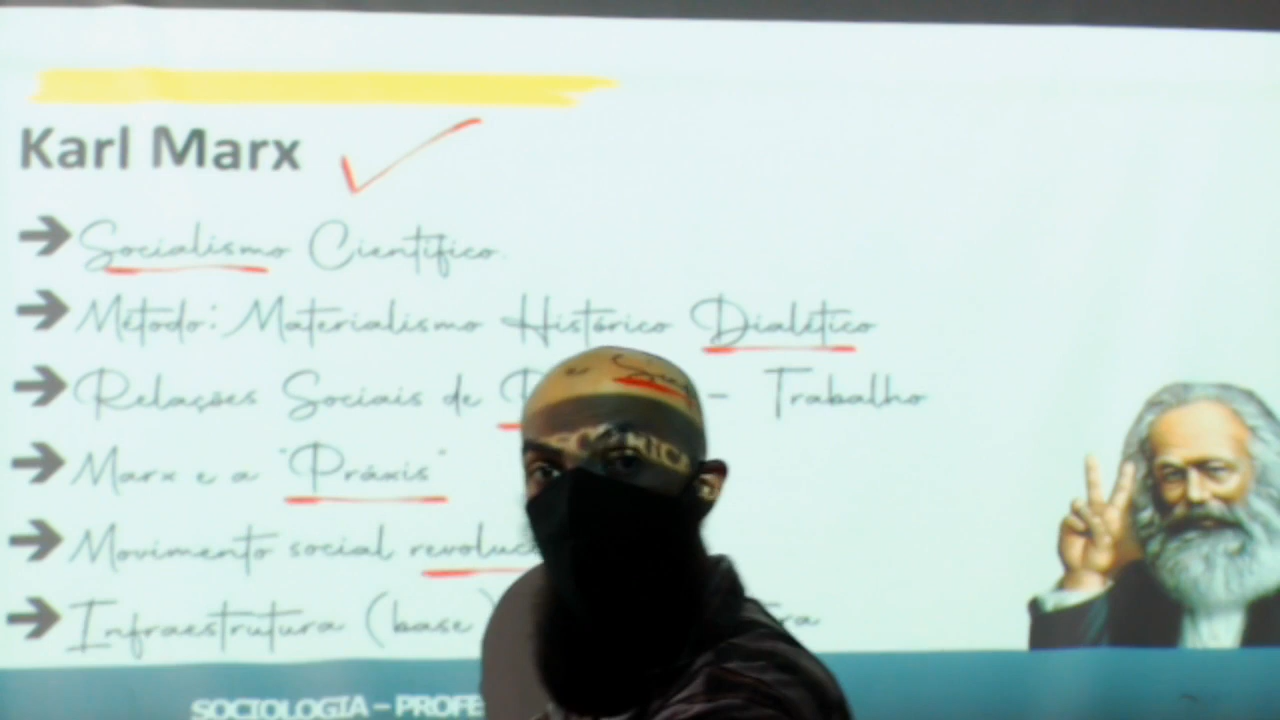 Karl Marx
Socialismo Científico.
Método: Materialismo Histórico Dialético
Relações Sociais de - Trabalho
Marx e a "Práxis"
Movimento social
Infraestrutura (base
SOCIOLOGIA –